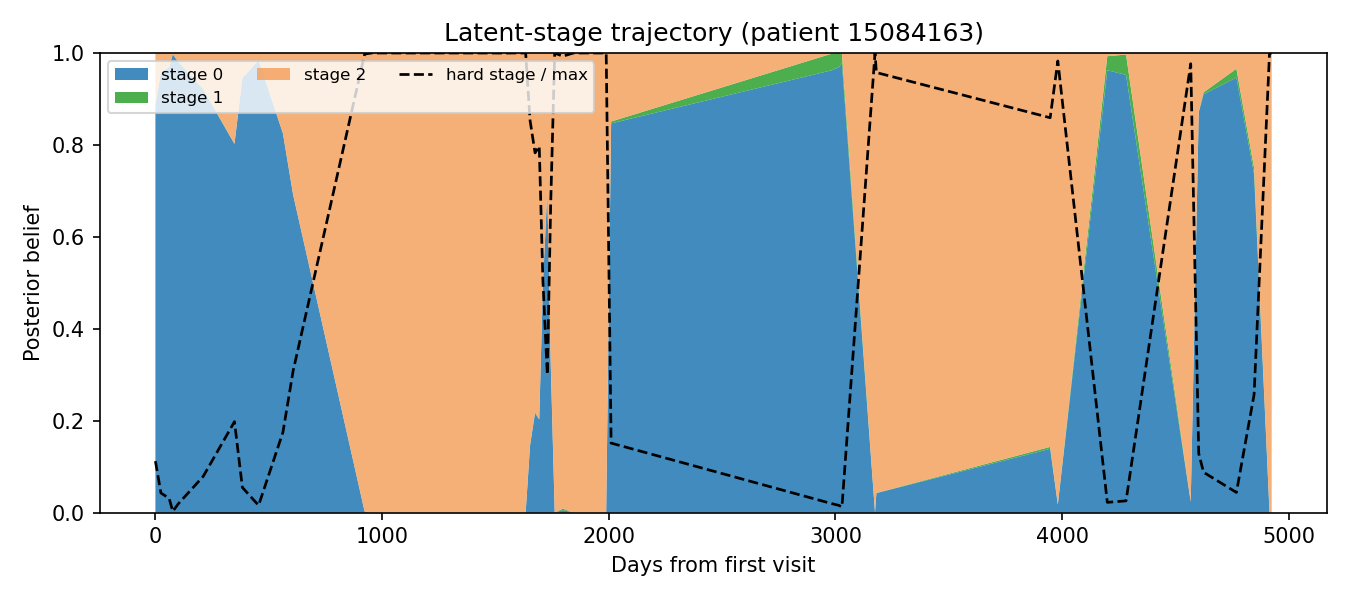 Latent-stage trajectory (patient 15084163)
stage 0
stage 2
hard stage / max
stage 1
Posterior belief
1.0
0.8
0.6
0.4
0.2
0.0
0
1000
2000
3000
4000
5000
Days from first visit